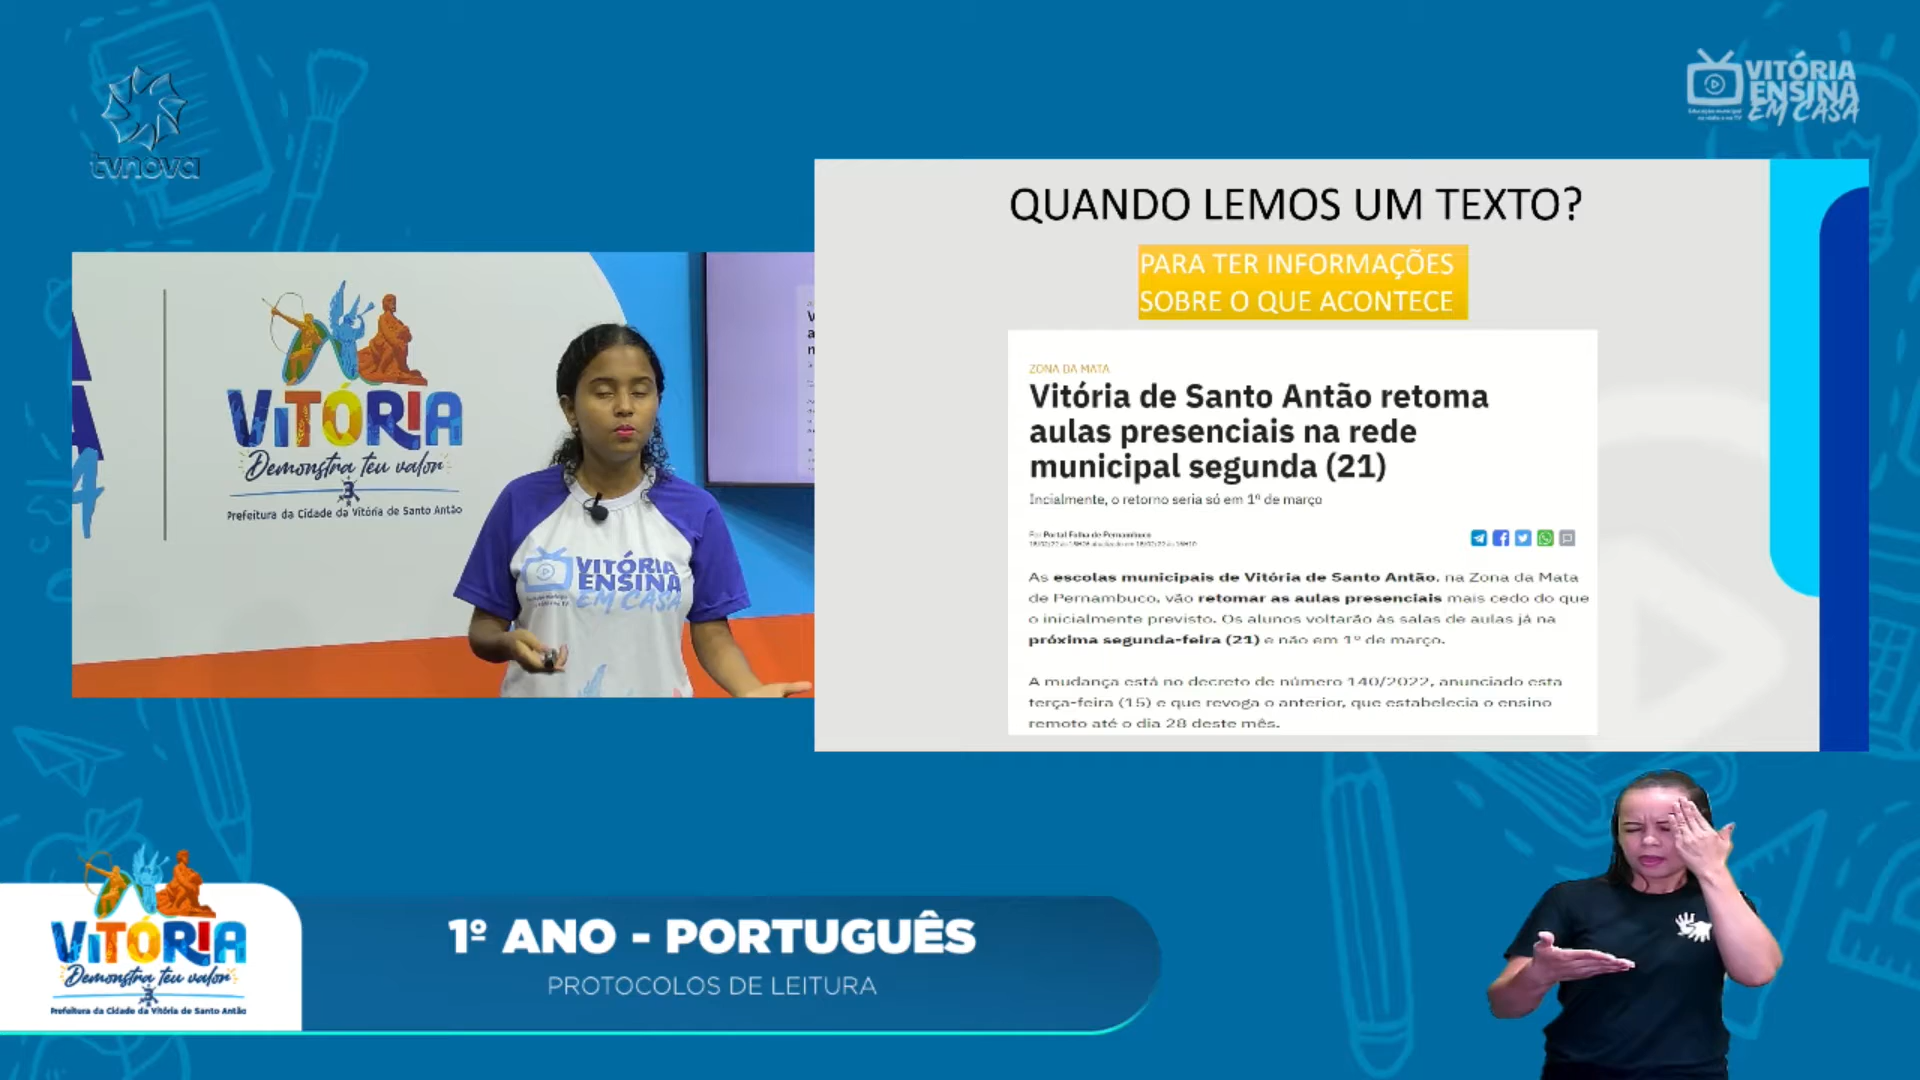 tvnova
VITÓRIA
ENSINA
EM CASA
QUANDO LEMOS UM TEXTO?
PARA TER INFORMAÇÕES
SOBRE O QUE ACONTECE
ZONA DA MATA
Vitória de Santo Antão retoma
aulas presenciais na rede
municipal segunda (21)
Incialmente, o retorno seria só em 1º de março
Por Portal Folha de Pernambuco
As escolas municipais de Vitória de Santo Antão, na Zona da Mata
de Pernambuco, vão retomar as aulas presenciais mais cedo do que
o inicialmente previsto. Os alunos voltarão às salas de aulas já na
próxima segunda-feira (21) e não em 1º de março.
A mudança está no decreto de número 140/2022, anunciado esta
terça-feira (15) e que revoga o anterior, que estabelecia o ensino
remoto até o dia 28 deste mês.
VITÓRIA
Demonstra teu valor
Prefeitura da Cidade da Vitória de Santo Antão
VITÓRIA
ENSINA
EM CASA
VITÓRIA
Demonstra teu valor
Prefeitura da Cidade da Vitória de Santo Antão
1º ANO - PORTUGUÊS
PROTOCOLOS DE LEITURA